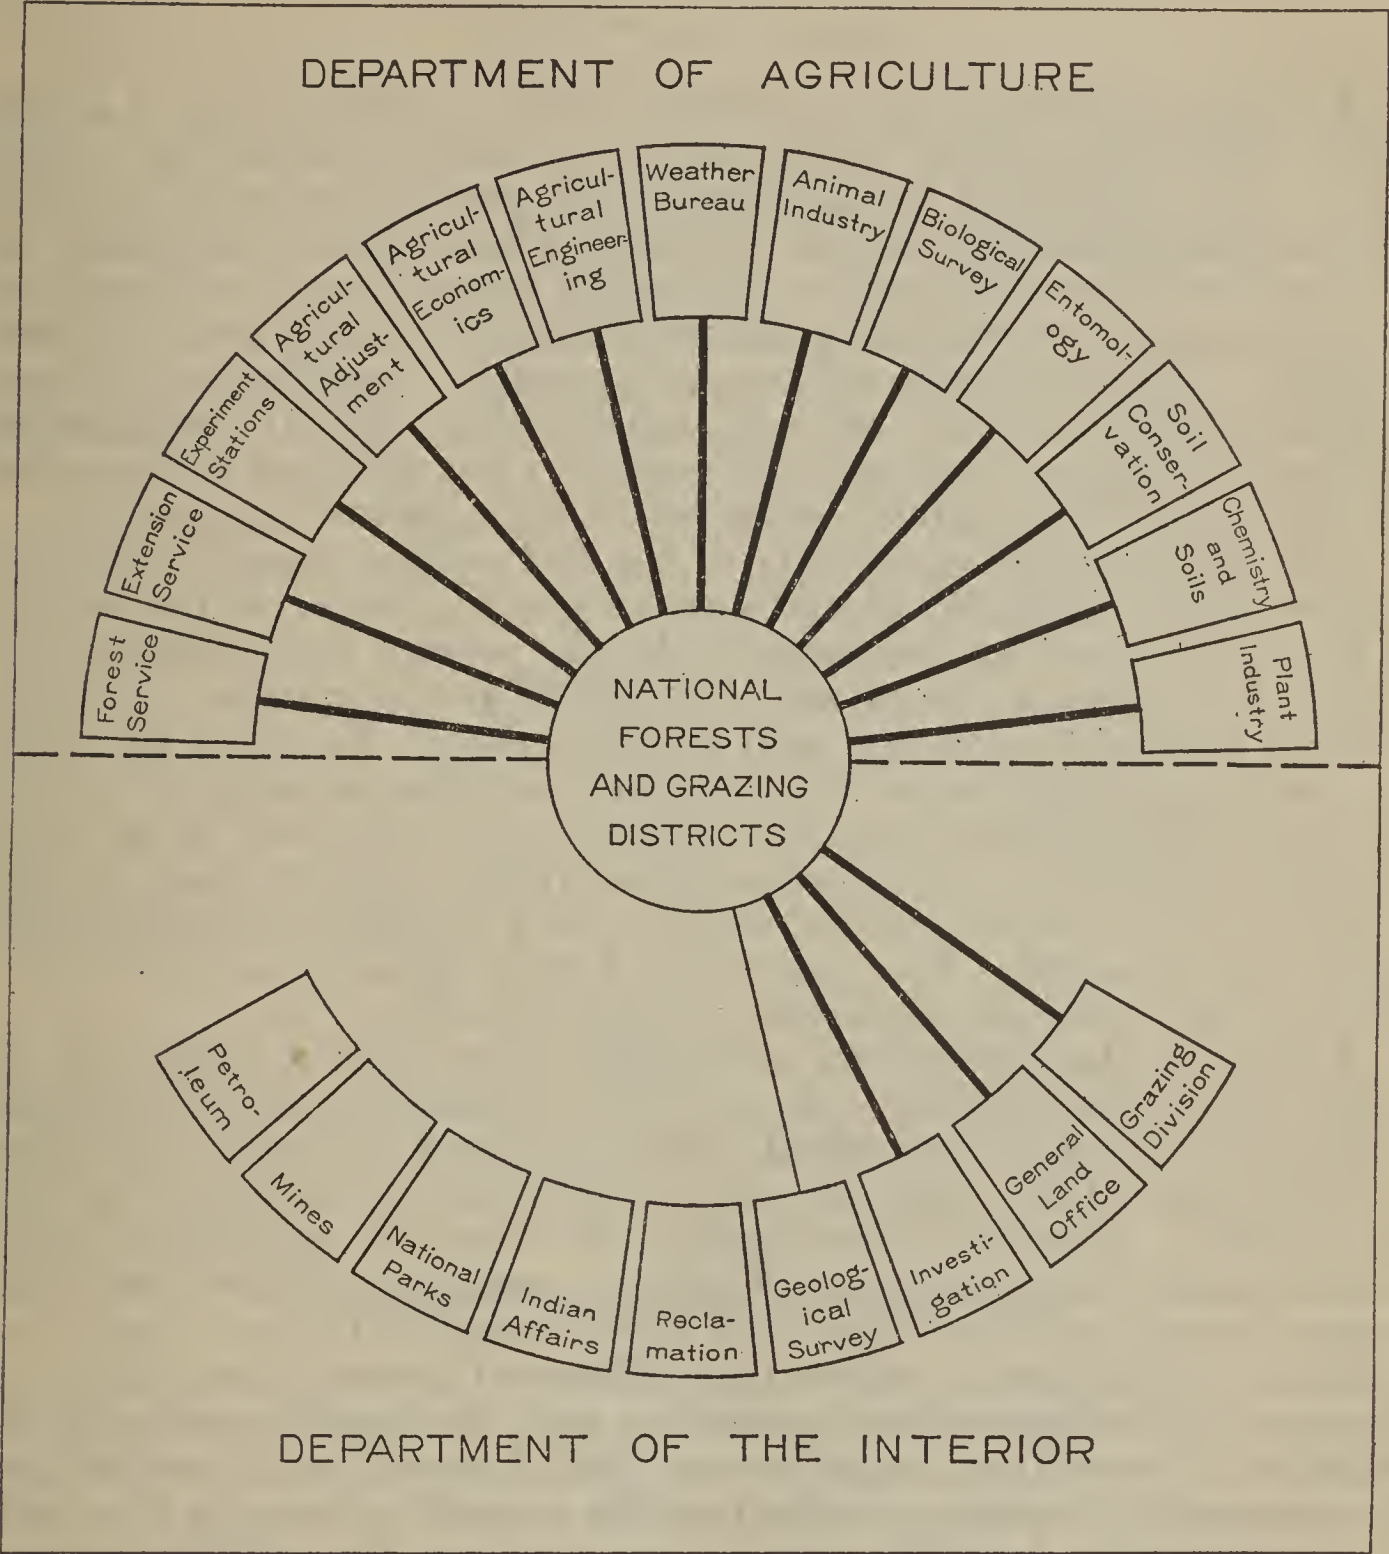 DEPARTMENT OF AGRICULTURE
Forest
Service
Extension
Service
Experiment
Stations
Agricul-
tural
Adjust-
ment
Agricul-
tural
Econom-
ics
Agricul-
tural
Engineer-
ing
Weather
Bureau
Animal
Industry
Biological
Survey
Entomol-
ogy
Soil
Conser-
vation
Chemistry
and
Soils
Plant
Industry
NATIONAL
FORESTS
AND GRAZING
DISTRICTS
Petro-
leum
Mines
National
Parks
Indian
Affairs
Recla-
mation
Geolog-
ical
Survey
Investi-
gation
General
Land
Office
Grazing
Division
DEPARTMENT OF THE INTERIOR